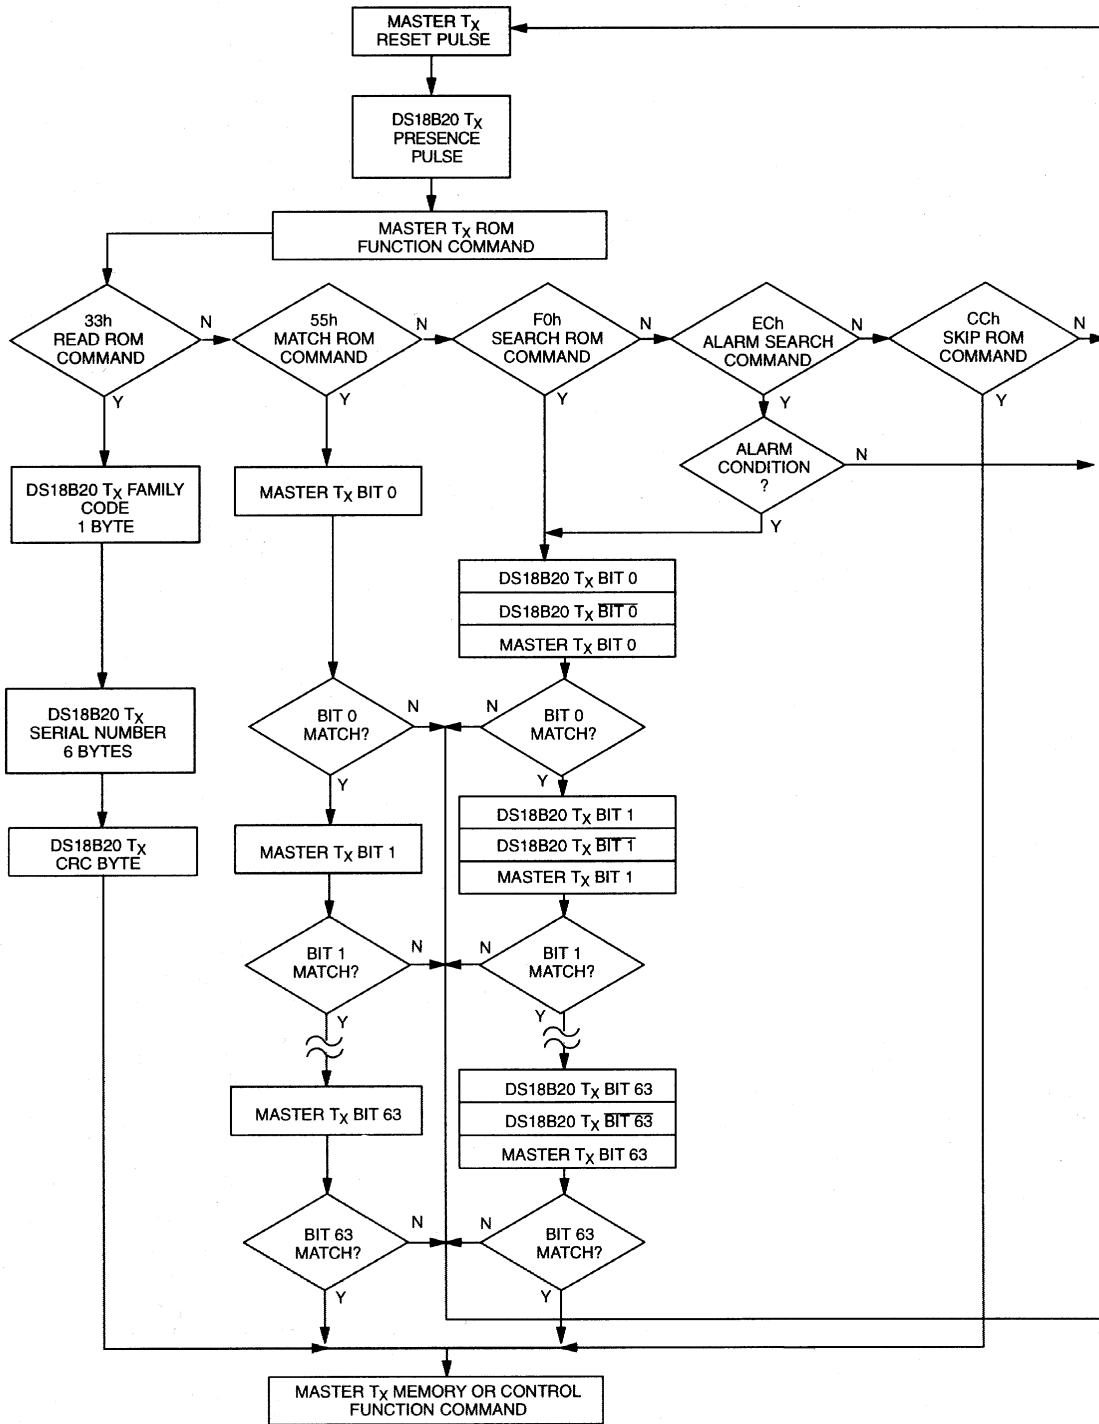 MASTER TX
RESET PULSE
DS18B20 TX
PRESENCE
PULSE
MASTER TX ROM
FUNCTION COMMAND
33h
READ ROM
COMMAND
N
Y
55h
MATCH ROM
COMMAND
N
Y
F0h
SEARCH ROM
COMMAND
N
Y
ECh
ALARM SEARCH
COMMAND
N
Y
CCh
SKIP ROM
COMMAND
N
Y
ALARM
CONDITION
?
N
Y
DS18B20 TX FAMILY
CODE
1 BYTE
DS18B20 TX
SERIAL NUMBER
6 BYTES
DS18B20 TX
CRC BYTE
MASTER TX BIT 0
BIT 0
MATCH?
N
Y
MASTER TX BIT 1
BIT 1
MATCH?
N
Y
MASTER TX BIT 63
BIT 63
MATCH?
N
Y
DS18B20 TX BIT 0
DS18B20 TX BIT 0
MASTER TX BIT 0
N
BIT 0
MATCH?
Y
DS18B20 TX BIT 1
DS18B20 TX BIT 1
MASTER TX BIT 1
N
BIT 1
MATCH?
Y
DS18B20 TX BIT 63
DS18B20 TX BIT 63
MASTER TX BIT 63
N
BIT 63
MATCH?
Y
MASTER TX MEMORY OR CONTROL
FUNCTION COMMAND